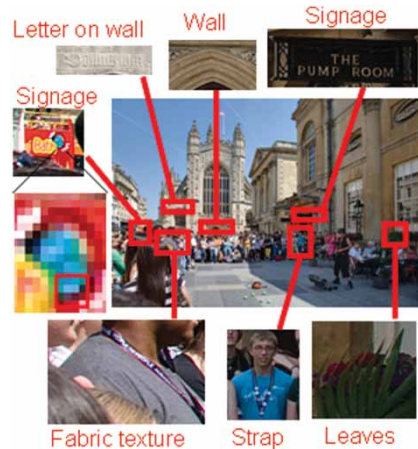 Letter on wall
Wall
Signage
THE
PUMP ROOM
Signage
Fabric texture
Strap
Leaves